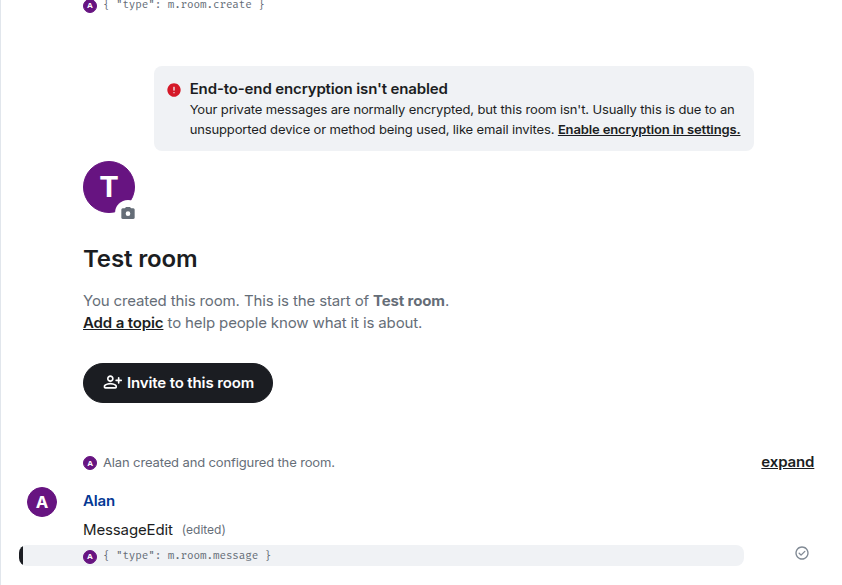 A { "type": m.room.create }
End-to-end encryption isn't enabled
Your private messages are normally encrypted, but this room isn't. Usually this is due to an
unsupported device or method being used, like email invites. Enable encryption in settings.
T
Test room
You created this room. This is the start of Test room.
Add a topic to help people know what it is about.
Invite to this room
A Alan created and configured the room. expand
A Alan
MessageEdit (edited)
A { "type": m.room.message }